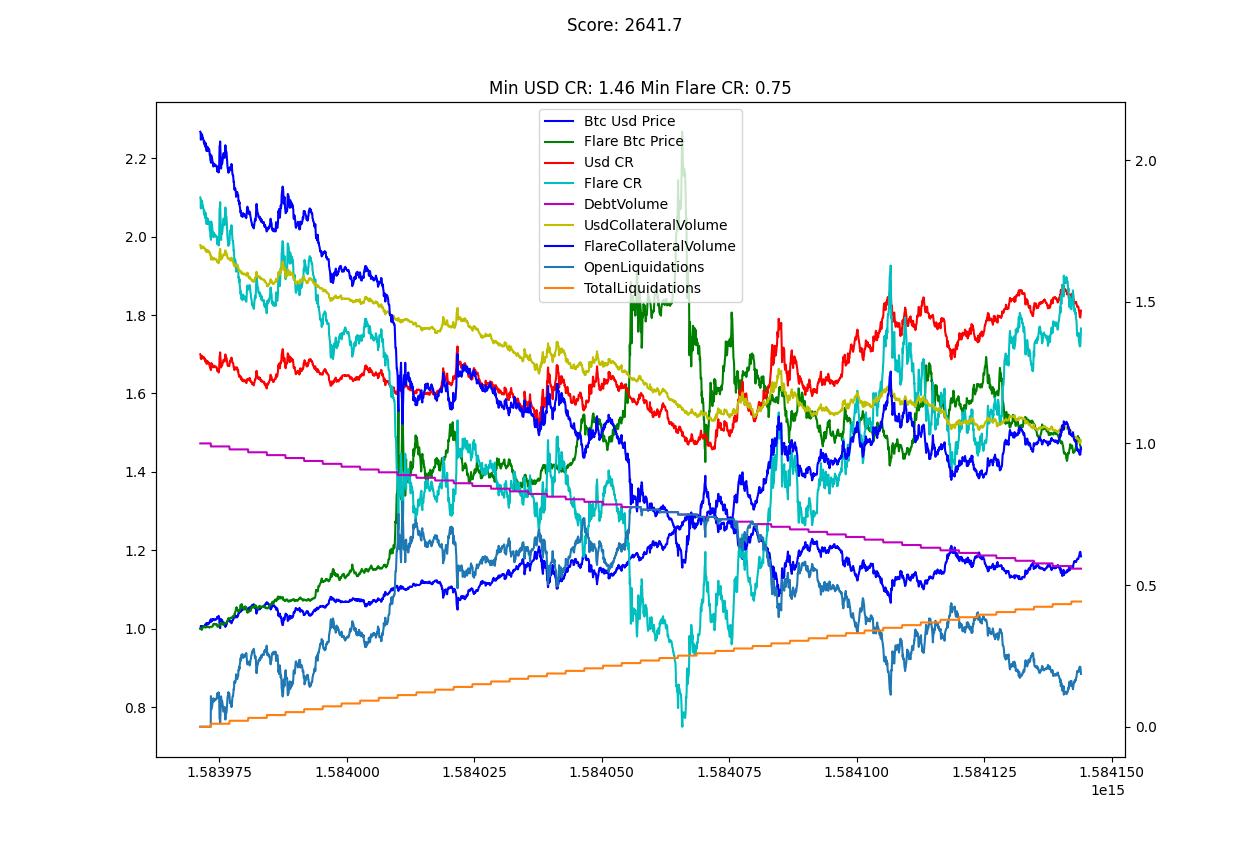 Score: 2641.7
Min USD CR: 1.46 Min Flare CR: 0.75
Btc Usd Price
Flare Btc Price
Usd CR
Flare CR
DebtVolume
UsdCollateralVolume
FlareCollateralVolume
OpenLiquidations
TotalLiquidations
2.2
2.0
1.8
1.6
1.4
1.2
1.0
0.8
2.0
1.5
1.0
0.5
0.0
1.583975 1.584000 1.584025 1.584050 1.584075 1.584100 1.584125 1.584150
1e15